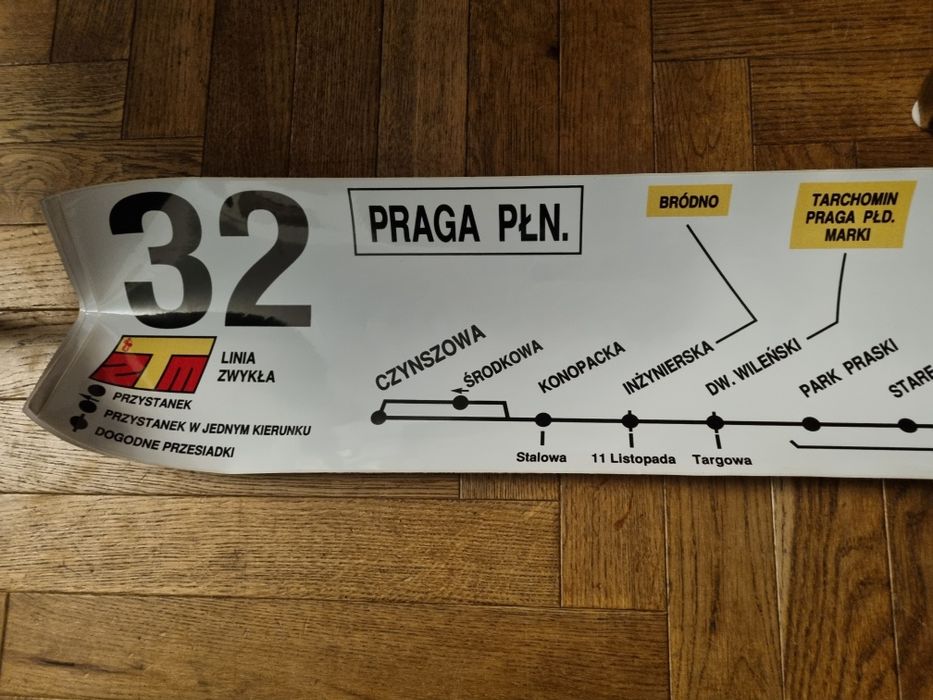 32
PRAGA PŁN.
BRÓDNO
TARCHOMIN
PRAGA PŁD.
MARKI
ZTM
LINIA
ZWYKŁA
PRZYSTANEK
PRZYSTANEK W JEDNYM KIERUNKU
DOGODNE PRZESIADKI
CZYNSZOWA
ŚRODKOWA
KONOPACKA
INŻYNIERSKA
DW. WILEŃSKI
PARK PRASKI
STARE
Stalowa
11 Listopada
Targowa